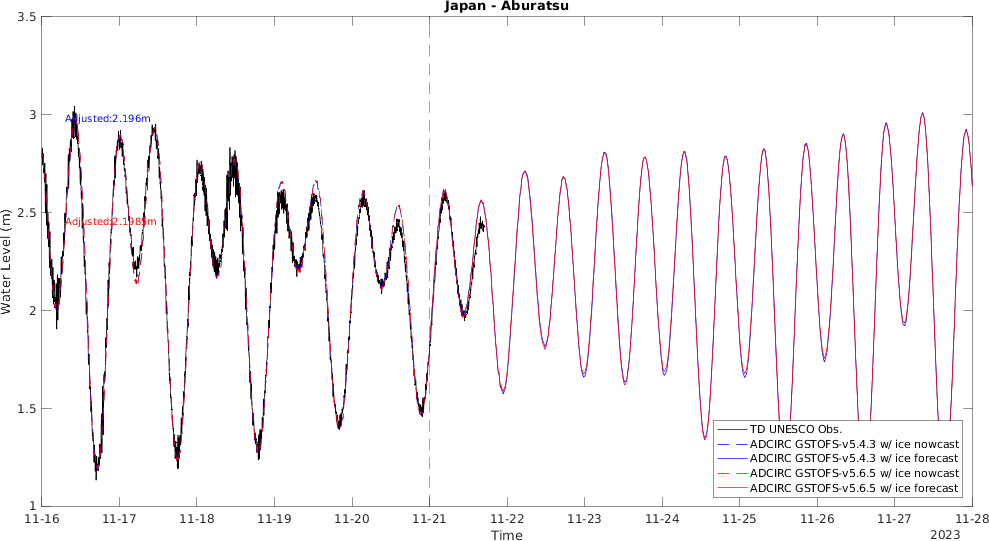 Japan - Aburatsu
3.5
3
2.5
2
1.5
1
Water Level (m)
Adjusted:2.196m
Adjusted:2.1985m
TD UNESCO Obs.
ADCIRC GSTOFS-v5.4.3 w/ ice nowcast
ADCIRC GSTOFS-v5.4.3 w/ ice forecast
ADCIRC GSTOFS-v5.6.5 w/ ice nowcast
ADCIRC GSTOFS-v5.6.5 w/ ice forecast
11-16 11-17 11-18 11-19 11-20 11-21 11-22 11-23 11-24 11-25 11-26 11-27 11-28
Time
2023